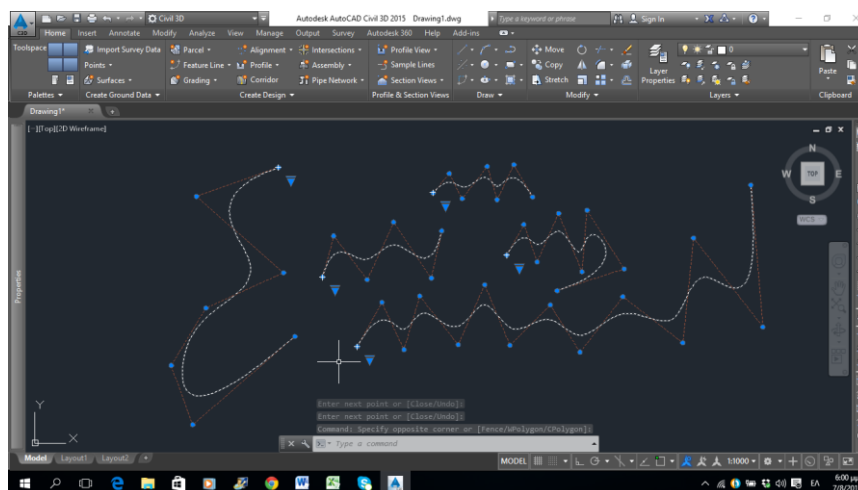 Civil 3D Autodesk AutoCAD Civil 3D 2015 Drawing1.dwg Type a keyword or phrase Sign In
Home Insert Annotate Modify Analyze View Manage Output Survey Autodesk 360 Help Add-ins
Toolspace Import Survey Data Parcel Alignment Intersections Profile View Move
Points Feature Line Profile Assembly Sample Lines Copy Layer Properties 0 Paste
Surfaces Grading Corridor Pipe Network Section Views Stretch
Palettes Create Ground Data Create Design Profile & Section Views Draw Modify Layers Clipboard
Drawing1*
[-][Top][2D Wireframe]
N
W TOP E
S
WCS
Properties
Enter next point or [Close/Undo]:
Enter next point or [Close/Undo]:
Command: Specify opposite corner or [Fence/WPolygon/CPolygon]:
Type a command
Y
X
Model Layout1 Layout2 + MODEL 1:1000
ΕΛ 6:00 μμ